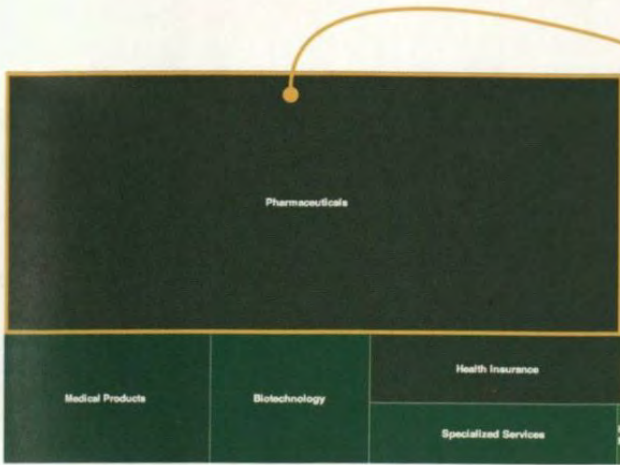 Pharmaceuticals
Health Insurance
Medical Products
Biotechnology
Specialized Services